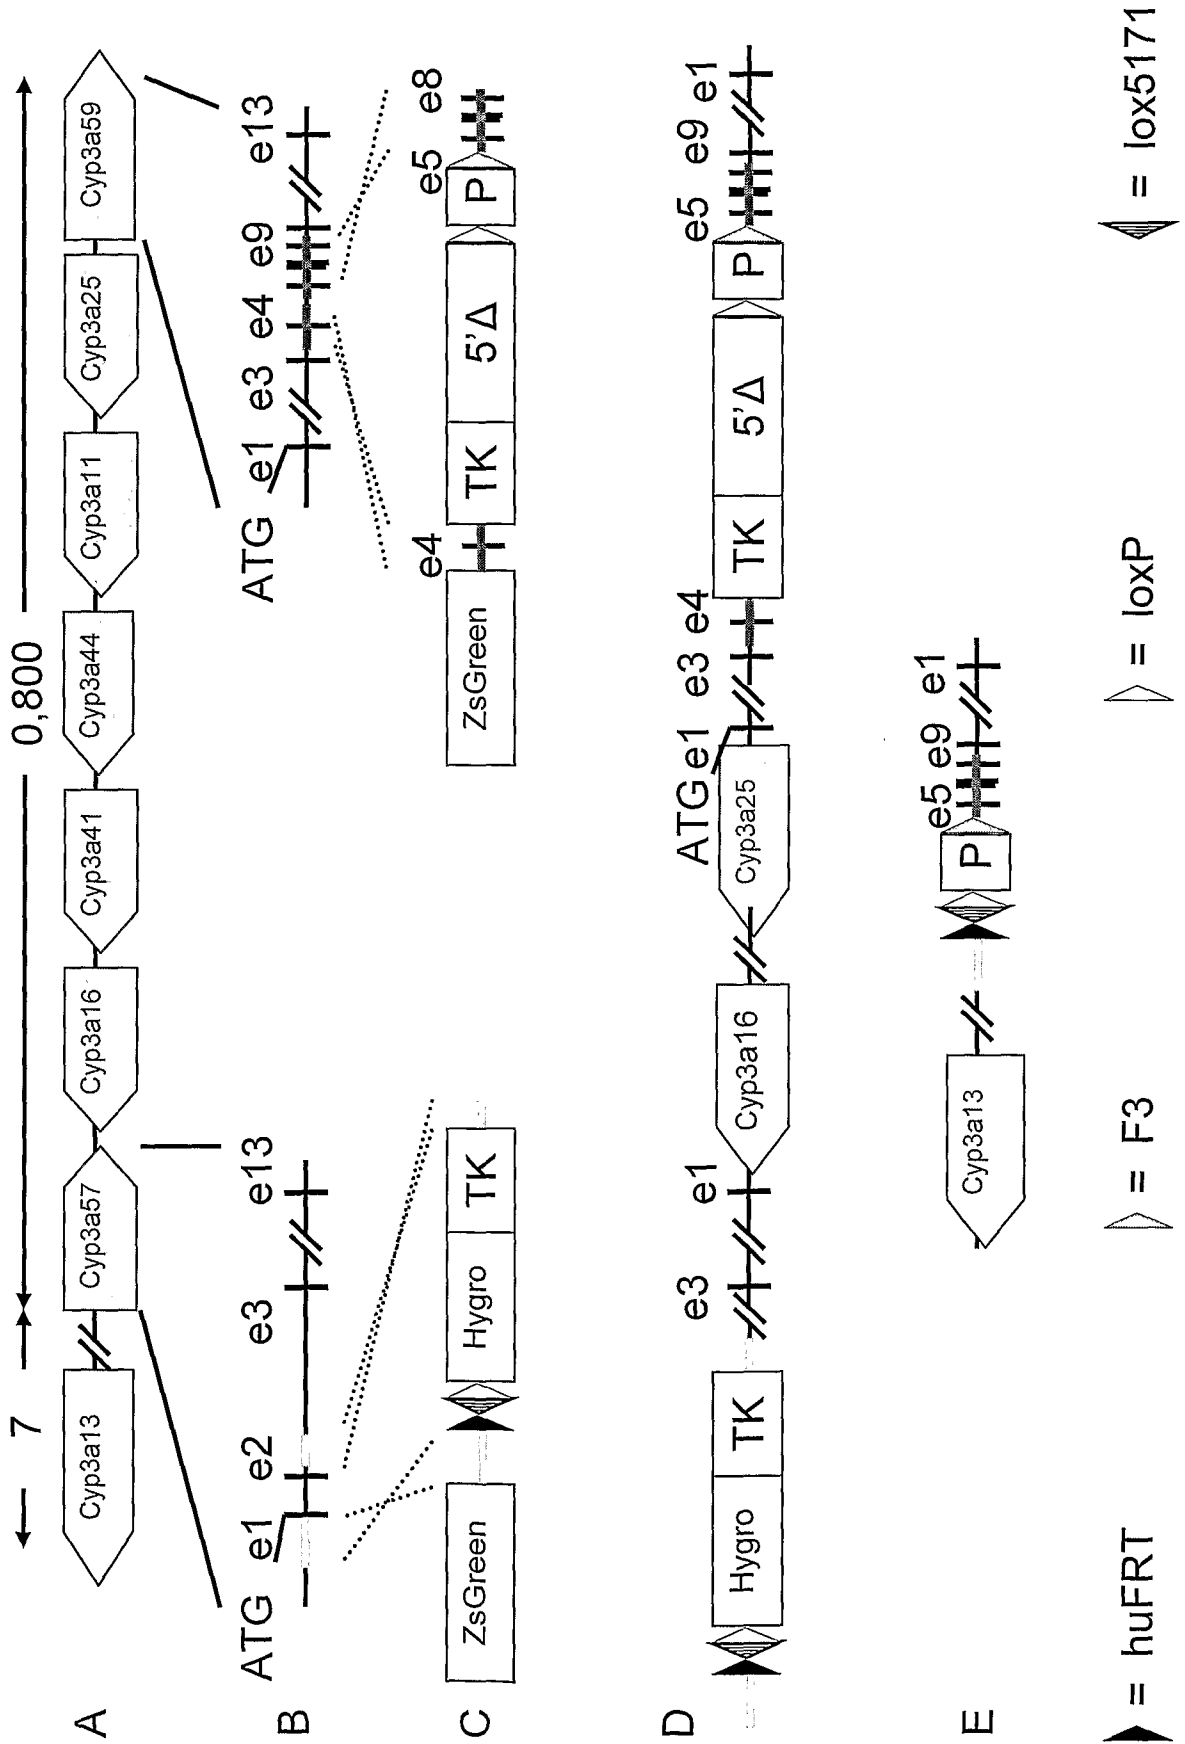 7 0,800
A Cyp3a13 Cyp3a57 Cyp3a16 Cyp3a41 Cyp3a44 Cyp3a11 Cyp3a25 Cyp3a59
B ATG e1 e2 e3 e13 ATG e1 e3 e4 e9 e13
C ZsGreen Hygro TK ZsGreen e4 TK 5'Δ P e5 e8
D Hygro TK e3 e1 Cyp3a16 Cyp3a25 ATG e1 e3 e4 TK 5'Δ P e5 e9 e1
E Cyp3a13 P e5 e9 e1
= huFRT = F3 = loxP = lox5171